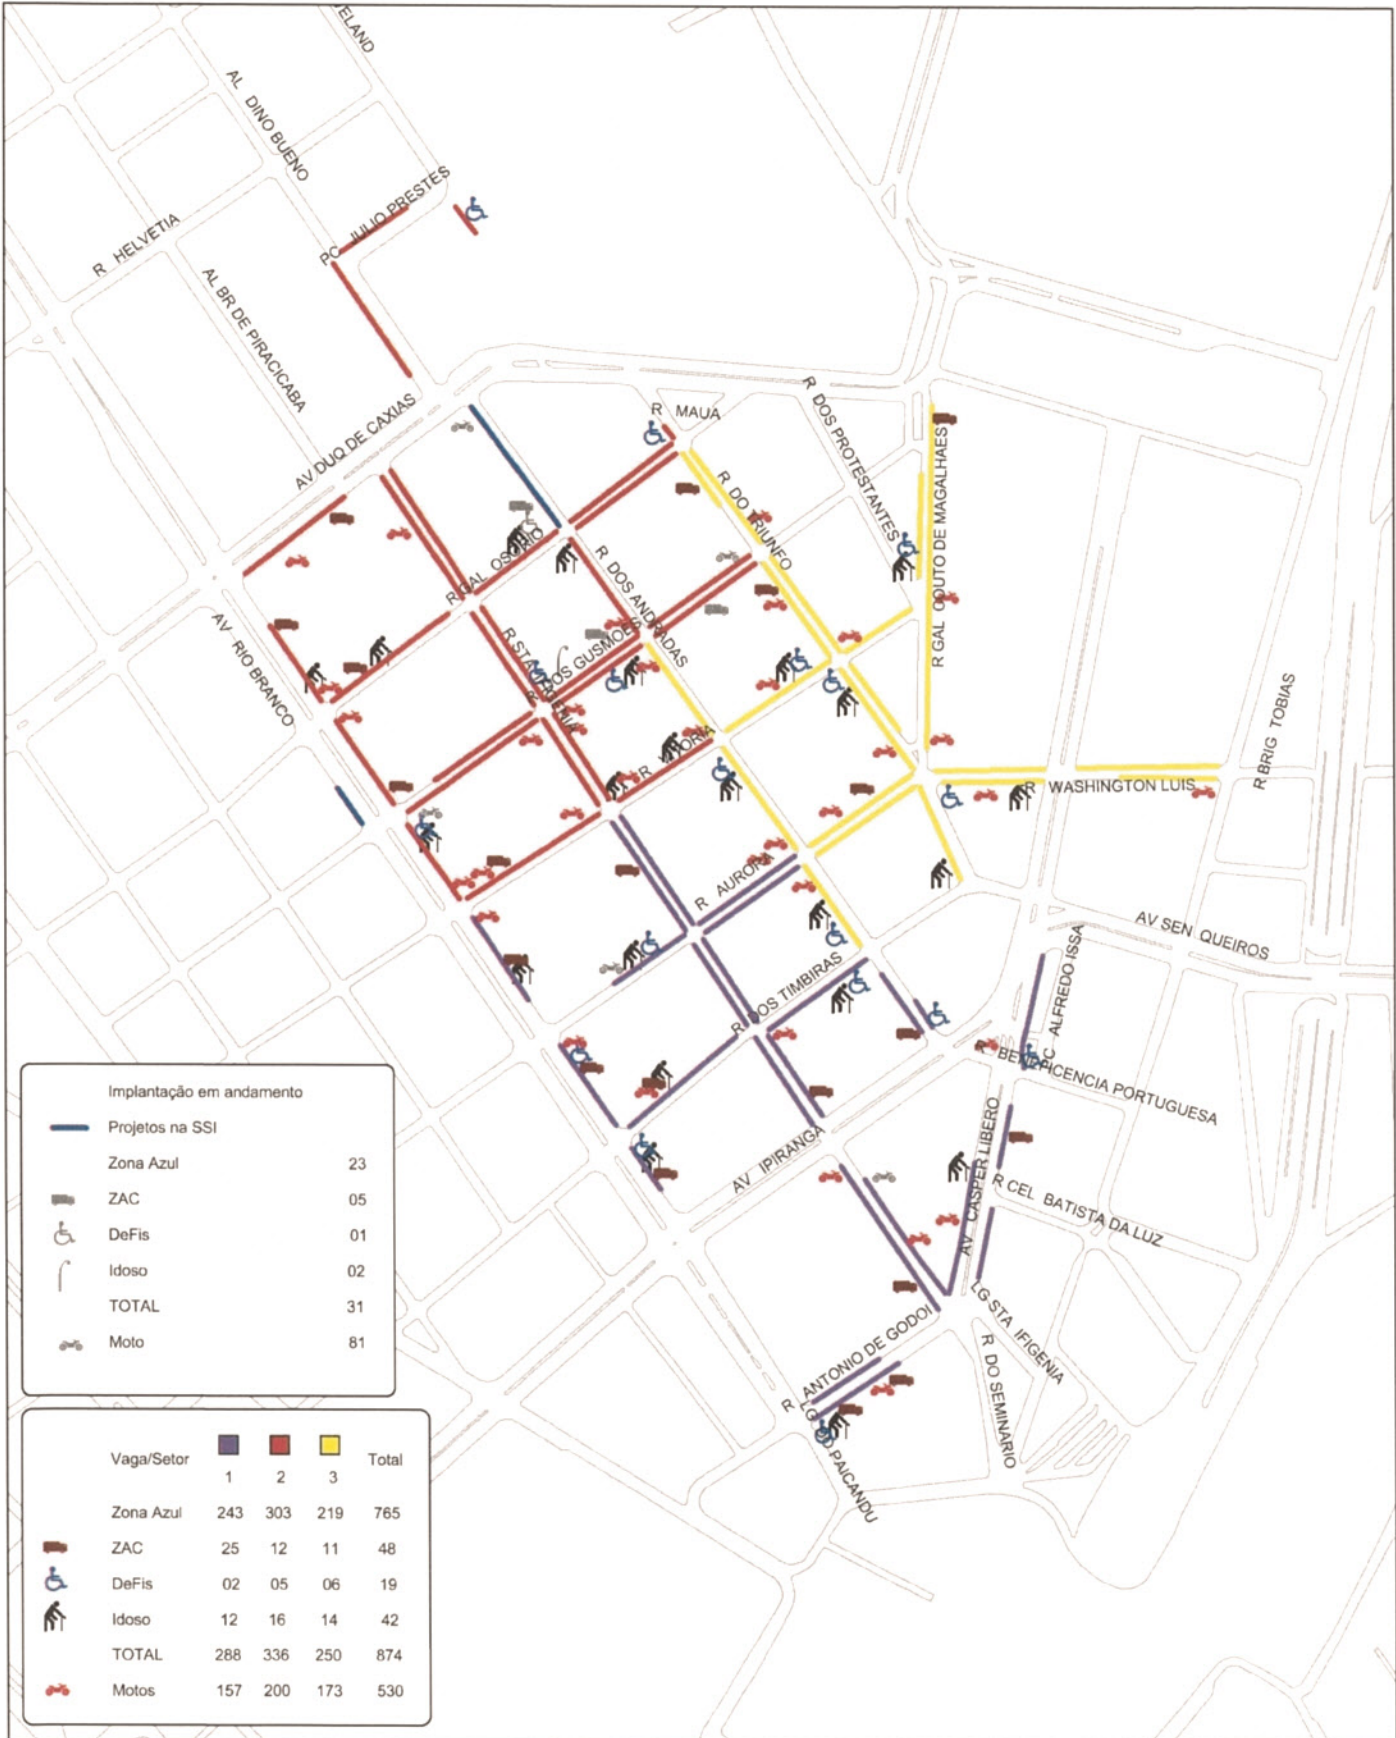 ELAND
AL DINO BUENO
PC JULIO PRESTES
R HELVETIA
AL BR DE PIRACICABA
AV DUQ DE CAXIAS
R MAUA
R DOS PROTESTANTES
R DO TRIUNFO
R GAL COUTO DE MAGALHAES
R GAL OSORIO
R DOS ANDRADAS
AV RIO BRANCO
R STA IFIGENIA
R DOS GUSMOES
R VITORIA
R BRIG TOBIAS
R WASHINGTON LUIS
R AURORA
AV SEN QUEIROS
R DOS TIMBIRAS
PC ALFREDO ISSA
R BENEFICENCIA PORTUGUESA
AV IPIRANGA
AV CASPER LIBERO
R CEL BATISTA DA LUZ
LG STA IFIGENIA
R ANTONIO DE GODOI
R DO SEMINARIO
LG DO PAICANDU
Implantação em andamento
Projetos na SSI
Zona Azul 23
ZAC 05
DeFis 01
Idoso 02
TOTAL 31
Moto 81
Vaga/Setor 1 2 3 Total
Zona Azul 243 303 219 765
ZAC 25 12 11 48
DeFis 02 05 06 19
Idoso 12 16 14 42
TOTAL 288 336 250 874
Motos 157 200 173 530